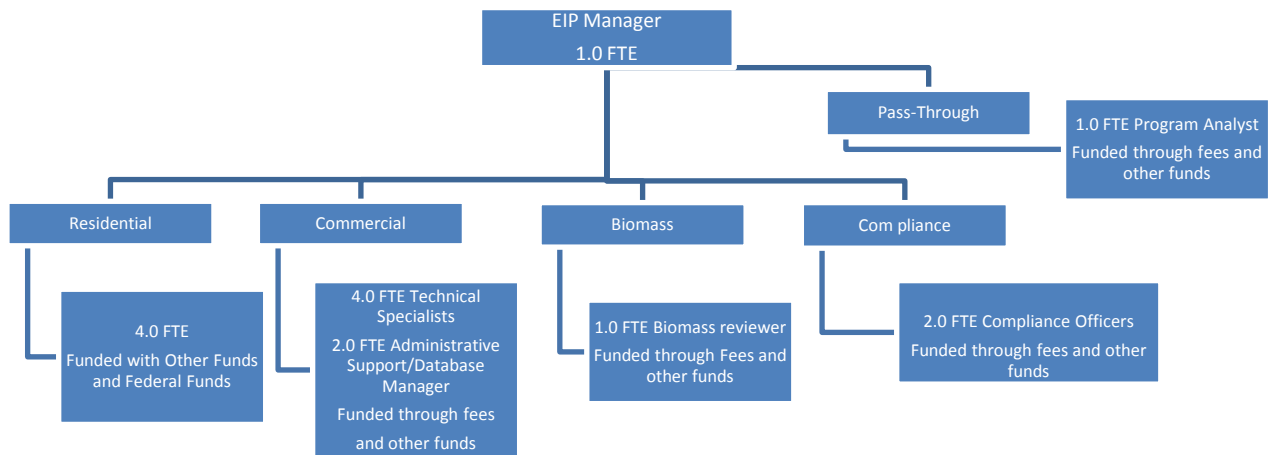 EIP Manager
1.0 FTE
Pass-Through
1.0 FTE Program Analyst
Funded through fees and
other funds
Residential
Commercial
Biomass
Com pliance
4.0 FTE
Funded with Other Funds
and Federal Funds
4.0 FTE Technical
Specialists
2.0 FTE Administrative
Support/Database
Manager
Funded through fees
and other funds
1.0 FTE Biomass reviewer
Funded through Fees and
other funds
2.0 FTE Compliance Officers
Funded through fees and other
funds